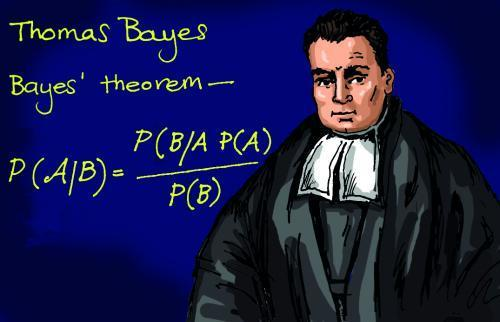 Thomas Bayes
Bayes' theorem —
P(A/B) = P(B/A P(A)) / P(B)